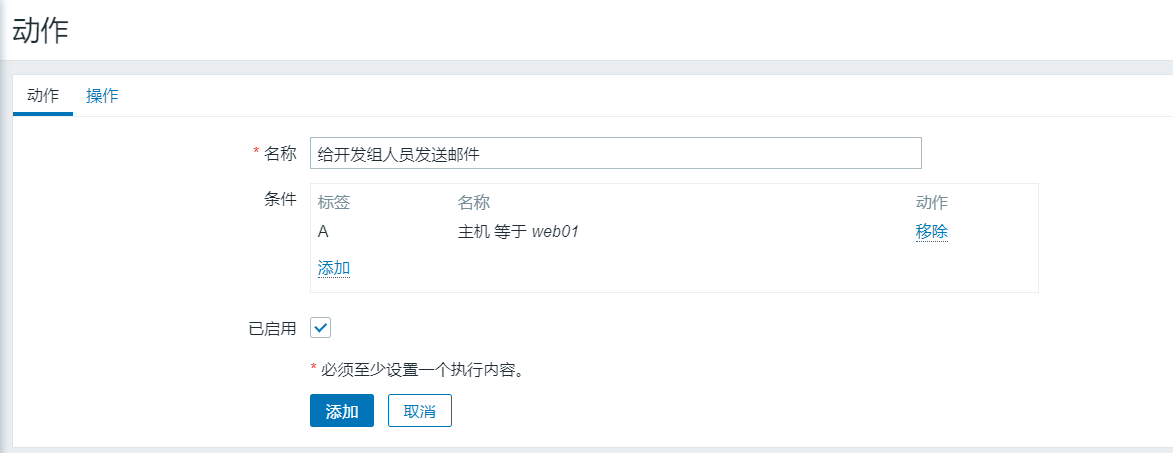 动作
动作 操作
* 名称 给开发组人员发送邮件
条件 标签 名称 动作
A 主机 等于 web01 移除
添加
已启用
* 必须至少设置一个执行内容。
添加 取消